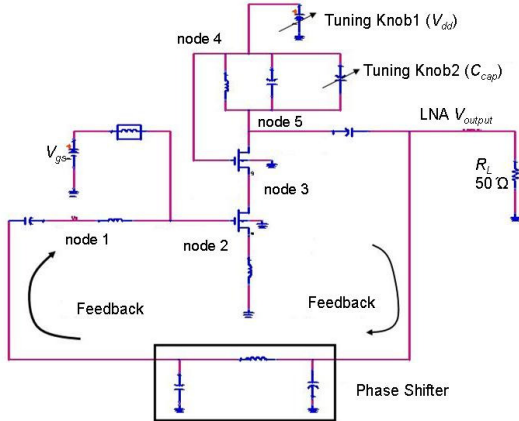 Tuning Knob1 (Vdd)
node 4
Tuning Knob2 (Ccap)
node 5
LNA Voutput
Vgs
RL
50 Ω
node 3
node 1
node 2
Feedback
Feedback
Phase Shifter